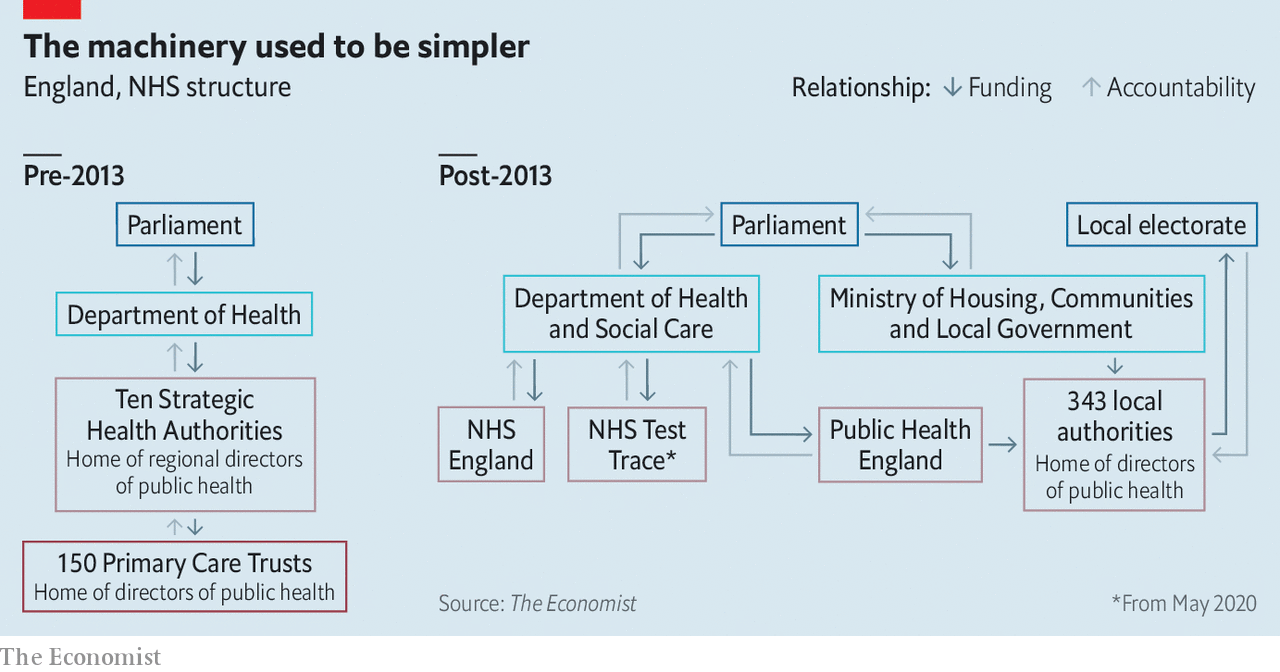 The machinery used to be simpler
England, NHS structure
Relationship: ↓ Funding ↑ Accountability
Pre-2013
Parliament
Department of Health
Ten Strategic
Health Authorities
Home of regional directors
of public health
150 Primary Care Trusts
Home of directors of public health
Post-2013
Parliament
Local electorate
Department of Health
and Social Care
Ministry of Housing, Communities
and Local Government
NHS
England
NHS Test
Trace*
Public Health
England
343 local
authorities
Home of directors
of public health
Source: The Economist
*From May 2020
The Economist